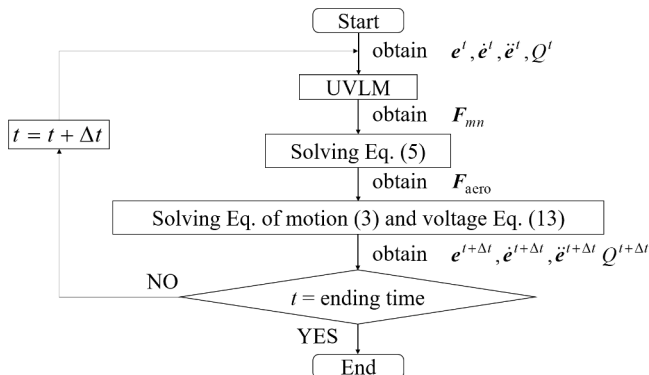 Start
obtain e^t, ė^t, ë^t, Q^t
UVLM
obtain F_mn
t = t + Δt
Solving Eq. (5)
obtain F_aero
Solving Eq. of motion (3) and voltage Eq. (13)
obtain e^{t+Δt}, ė^{t+Δt}, ë^{t+Δt} Q^{t+Δt}
NO
t = ending time
YES
End